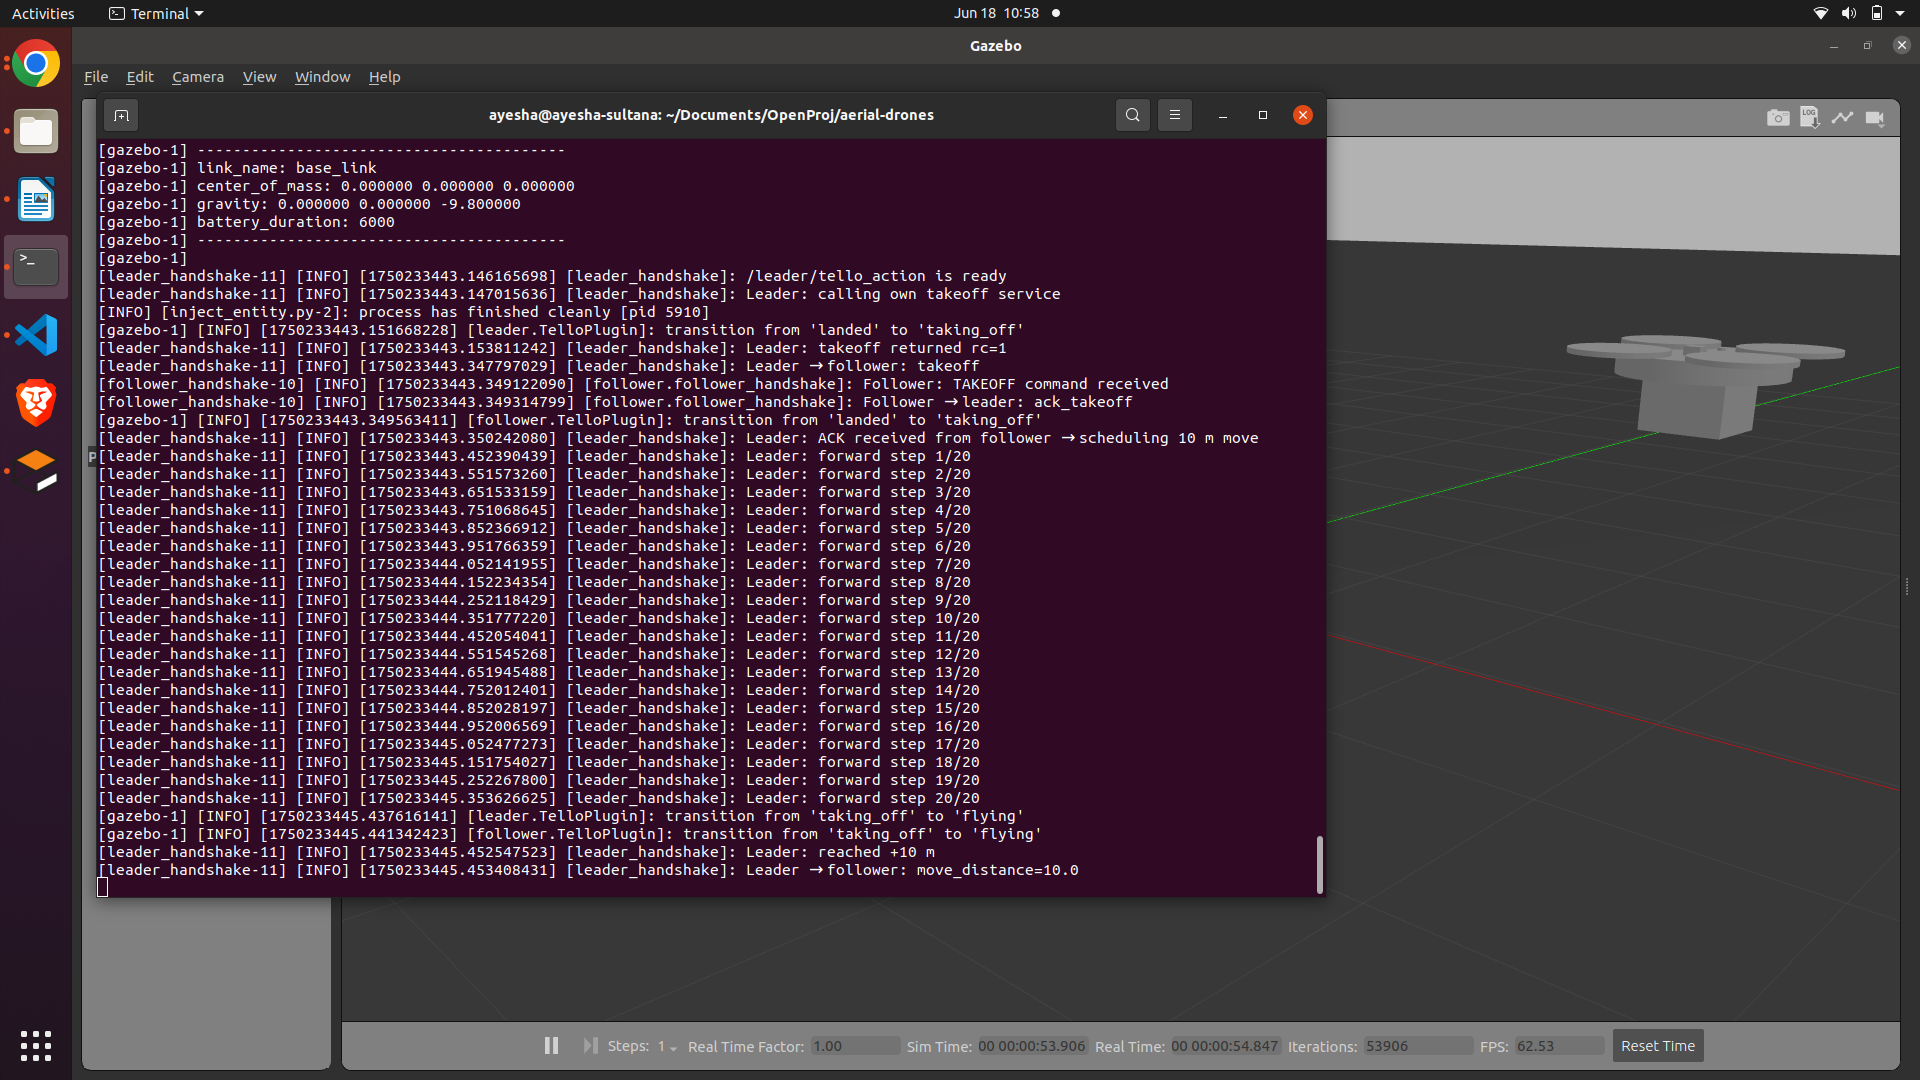 Activities
Terminal
Jun 18 10:58
Gazebo
File Edit Camera View Window Help
ayesha@ayesha-sultana: ~/Documents/OpenProj/aerial-drones
LOG
[gazebo-1] -----------------------------------------
[gazebo-1] link_name: base_link
[gazebo-1] center_of_mass: 0.000000 0.000000 0.000000
[gazebo-1] gravity: 0.000000 0.000000 -9.800000
[gazebo-1] battery_duration: 6000
[gazebo-1] -----------------------------------------
[gazebo-1]
[leader_handshake-11] [INFO] [1750233443.146165698] [leader_handshake]: /leader/tello_action is ready
[leader_handshake-11] [INFO] [1750233443.147015636] [leader_handshake]: Leader: calling own takeoff service
[INFO] [inject_entity.py-2]: process has finished cleanly [pid 5910]
[gazebo-1] [INFO] [1750233443.151668228] [leader.TelloPlugin]: transition from 'landed' to 'taking_off'
[leader_handshake-11] [INFO] [1750233443.153811242] [leader_handshake]: Leader: takeoff returned rc=1
[leader_handshake-11] [INFO] [1750233443.347797029] [leader_handshake]: Leader →follower: takeoff
[follower_handshake-10] [INFO] [1750233443.349122090] [follower.follower_handshake]: Follower: TAKEOFF command received
[follower_handshake-10] [INFO] [1750233443.349314799] [follower.follower_handshake]: Follower →leader: ack_takeoff
[gazebo-1] [INFO] [1750233443.349563411] [follower.TelloPlugin]: transition from 'landed' to 'taking_off'
[leader_handshake-11] [INFO] [1750233443.350242080] [leader_handshake]: Leader: ACK received from follower →scheduling 10 m move
[leader_handshake-11] [INFO] [1750233443.452390439] [leader_handshake]: Leader: forward step 1/20
[leader_handshake-11] [INFO] [1750233443.551573260] [leader_handshake]: Leader: forward step 2/20
[leader_handshake-11] [INFO] [1750233443.651533159] [leader_handshake]: Leader: forward step 3/20
[leader_handshake-11] [INFO] [1750233443.751068645] [leader_handshake]: Leader: forward step 4/20
[leader_handshake-11] [INFO] [1750233443.852366912] [leader_handshake]: Leader: forward step 5/20
[leader_handshake-11] [INFO] [1750233443.951766359] [leader_handshake]: Leader: forward step 6/20
[leader_handshake-11] [INFO] [1750233444.052141955] [leader_handshake]: Leader: forward step 7/20
[leader_handshake-11] [INFO] [1750233444.152234354] [leader_handshake]: Leader: forward step 8/20
[leader_handshake-11] [INFO] [1750233444.252118429] [leader_handshake]: Leader: forward step 9/20
[leader_handshake-11] [INFO] [1750233444.351777220] [leader_handshake]: Leader: forward step 10/20
[leader_handshake-11] [INFO] [1750233444.452054041] [leader_handshake]: Leader: forward step 11/20
[leader_handshake-11] [INFO] [1750233444.551545268] [leader_handshake]: Leader: forward step 12/20
[leader_handshake-11] [INFO] [1750233444.651945488] [leader_handshake]: Leader: forward step 13/20
[leader_handshake-11] [INFO] [1750233444.752012401] [leader_handshake]: Leader: forward step 14/20
[leader_handshake-11] [INFO] [1750233444.852028197] [leader_handshake]: Leader: forward step 15/20
[leader_handshake-11] [INFO] [1750233444.952006569] [leader_handshake]: Leader: forward step 16/20
[leader_handshake-11] [INFO] [1750233445.052477273] [leader_handshake]: Leader: forward step 17/20
[leader_handshake-11] [INFO] [1750233445.151754027] [leader_handshake]: Leader: forward step 18/20
[leader_handshake-11] [INFO] [1750233445.252267800] [leader_handshake]: Leader: forward step 19/20
[leader_handshake-11] [INFO] [1750233445.353626625] [leader_handshake]: Leader: forward step 20/20
[gazebo-1] [INFO] [1750233445.437616141] [leader.TelloPlugin]: transition from 'taking_off' to 'flying'
[gazebo-1] [INFO] [1750233445.441342423] [follower.TelloPlugin]: transition from 'taking_off' to 'flying'
[leader_handshake-11] [INFO] [1750233445.452547523] [leader_handshake]: Leader: reached +10 m
[leader_handshake-11] [INFO] [1750233445.453408431] [leader_handshake]: Leader →follower: move_distance=10.0
Steps: 1 Real Time Factor: 1.00 Sim Time: 00 00:00:53.906 Real Time: 00 00:00:54.847 Iterations: 53906 FPS: 62.53 Reset Time